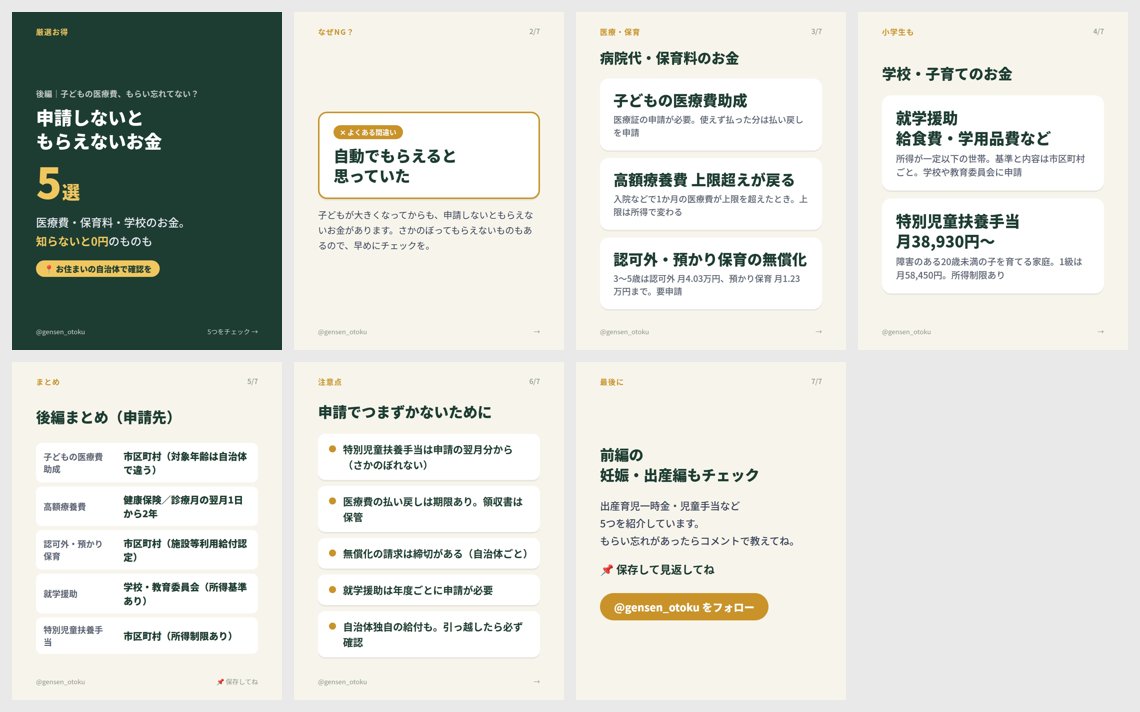 厳選お得
後編｜子どもの医療費、もらい忘れてない？
申請しないと
もらえないお金
5選
医療費・保育料・学校のお金。
知らないと0円のものも
📍 お住まいの自治体で確認を
@gensen_otoku
5つをチェック →
なぜNG？
2/7
× よくある間違い
自動でもらえると
思っていた
子どもが大きくなってからも、申請しないともらえな
いお金があります。さかのぼってもらえないものもあ
るので、早めにチェックを。
@gensen_otoku
→
医療・保育
3/7
病院代・保育料のお金
子どもの医療費助成
医療証の申請が必要。使えず払った分は払い戻し
を申請
高額療養費 上限超えが戻る
入院などで1か月の医療費が上限を超えたとき。上
限は所得で変わる
認可外・預かり保育の無償化
3〜5歳は認可外 月4.03万円、預かり保育 月1.23
万円まで。要申請
@gensen_otoku
→
小学生も
4/7
学校・子育てのお金
就学援助
給食費・学用品費など
所得が一定以下の世帯。基準と内容は市区町村
ごと。学校や教育委員会に申請
特別児童扶養手当
月38,930円〜
障害のある20歳未満の子を育てる家庭。1級は
月58,450円。所得制限あり
@gensen_otoku
→
まとめ
5/7
後編まとめ（申請先）
子どもの医療費
助成
市区町村（対象年齢は自治体
で違う）
高額療養費
健康保険／診療月の翌月1日
から2年
認可外・預かり
保育
市区町村（施設等利用給付認
定）
就学援助
学校・教育委員会（所得基準
あり）
特別児童扶養手
当
市区町村（所得制限あり）
@gensen_otoku
📌 保存してね
注意点
6/7
申請でつまずかないために
特別児童扶養手当は申請の翌月分から
（さかのぼれない）
医療費の払い戻しは期限あり。領収書は
保管
無償化の請求は締切がある（自治体ごと）
就学援助は年度ごとに申請が必要
自治体独自の給付も。引っ越したら必ず
確認
@gensen_otoku
→
最後に
7/7
前編の
妊娠・出産編もチェック
出産育児一時金・児童手当など
5つを紹介しています。
もらい忘れがあったらコメントで教えてね。
📌 保存して見返してね
@gensen_otoku をフォロー